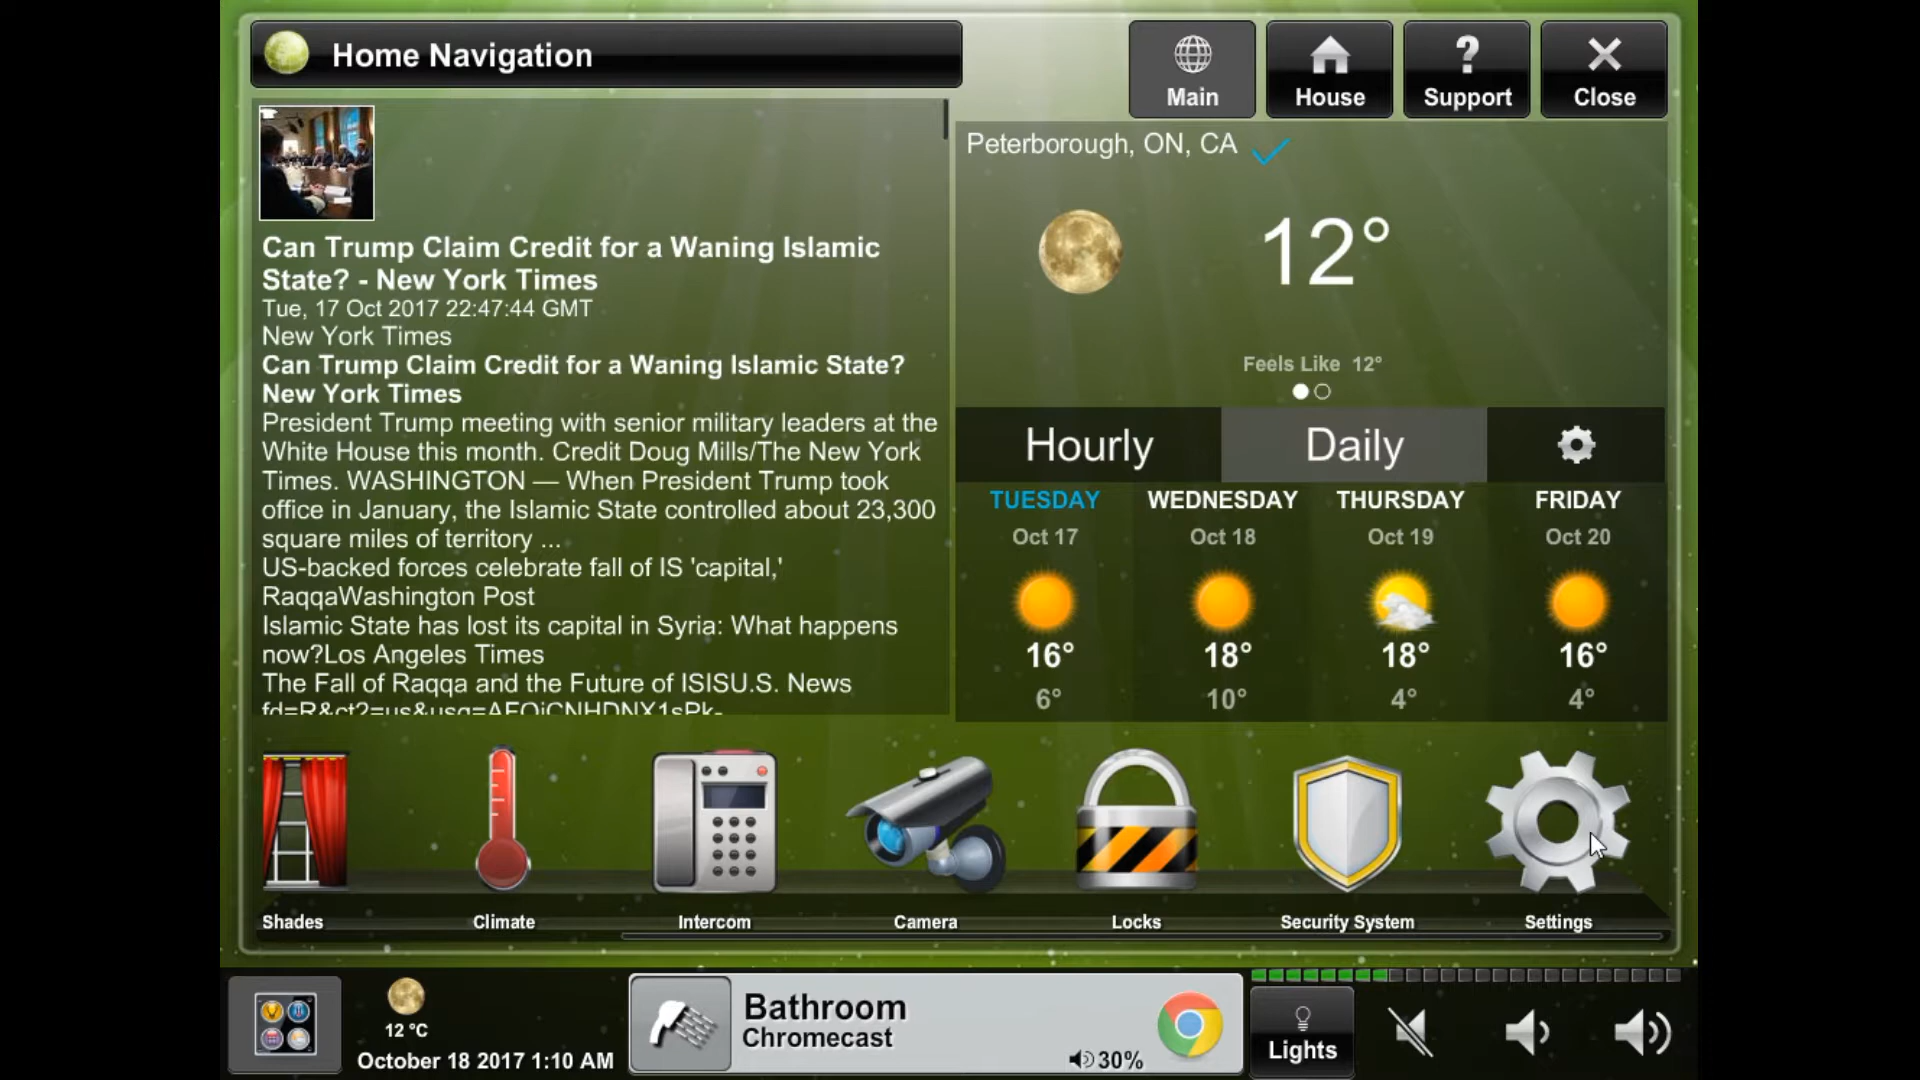 Home Navigation
Main
House
?
Support
Close
Can Trump Claim Credit for a Waning Islamic
State? - New York Times
Tue, 17 Oct 2017 22:47:44 GMT
New York Times
Can Trump Claim Credit for a Waning Islamic State?
New York Times
President Trump meeting with senior military leaders at the
White House this month. Credit Doug Mills/The New York
Times. WASHINGTON — When President Trump took
office in January, the Islamic State controlled about 23,300
square miles of territory ...
US-backed forces celebrate fall of IS 'capital,'
RaqqaWashington Post
Islamic State has lost its capital in Syria: What happens
now?Los Angeles Times
The Fall of Raqqa and the Future of ISISU.S. News
Peterborough, ON, CA
12°
Feels Like 12°
Hourly
Daily
TUESDAY WEDNESDAY THURSDAY FRIDAY
Oct 17 Oct 18 Oct 19 Oct 20
16° 18° 18° 16°
6° 10° 4° 4°
Shades
Climate
Intercom
Camera
Locks
Security System
Settings
12 °C
October 18 2017 1:10 AM
Bathroom
Chromecast
30%
Lights